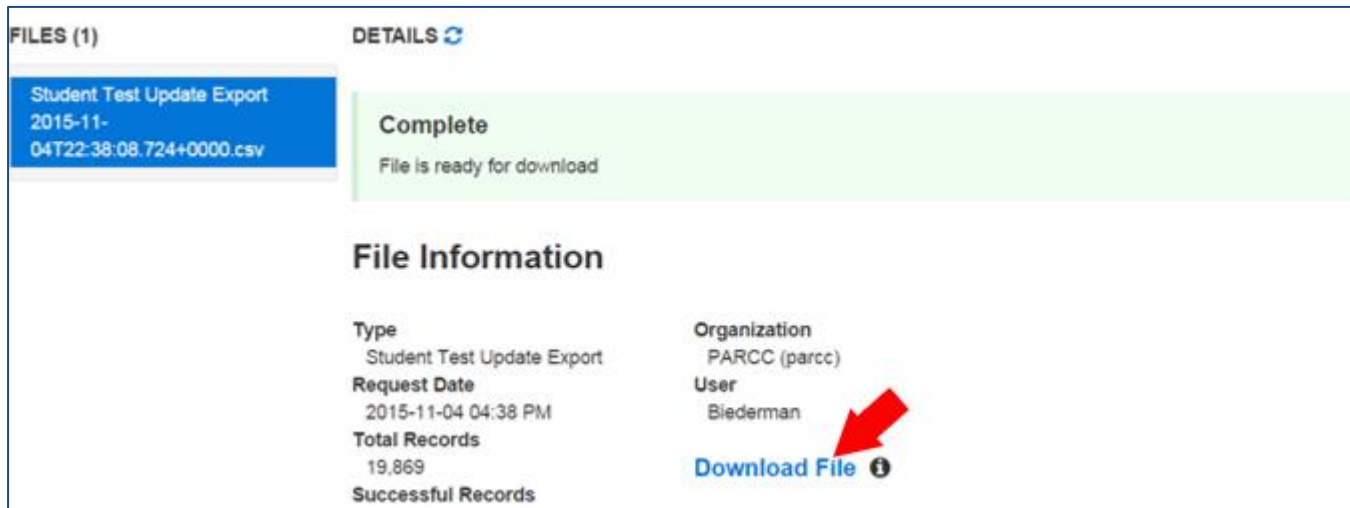 FILES (1)
Student Test Update Export
2015-11-
04T22:38:08.724+0000.csv
DETAILS
Complete
File is ready for download
File Information
Type
Student Test Update Export
Request Date
2015-11-04 04:38 PM
Total Records
19,869
Successful Records
Organization
PARCC (parcc)
User
Biederman
Download File